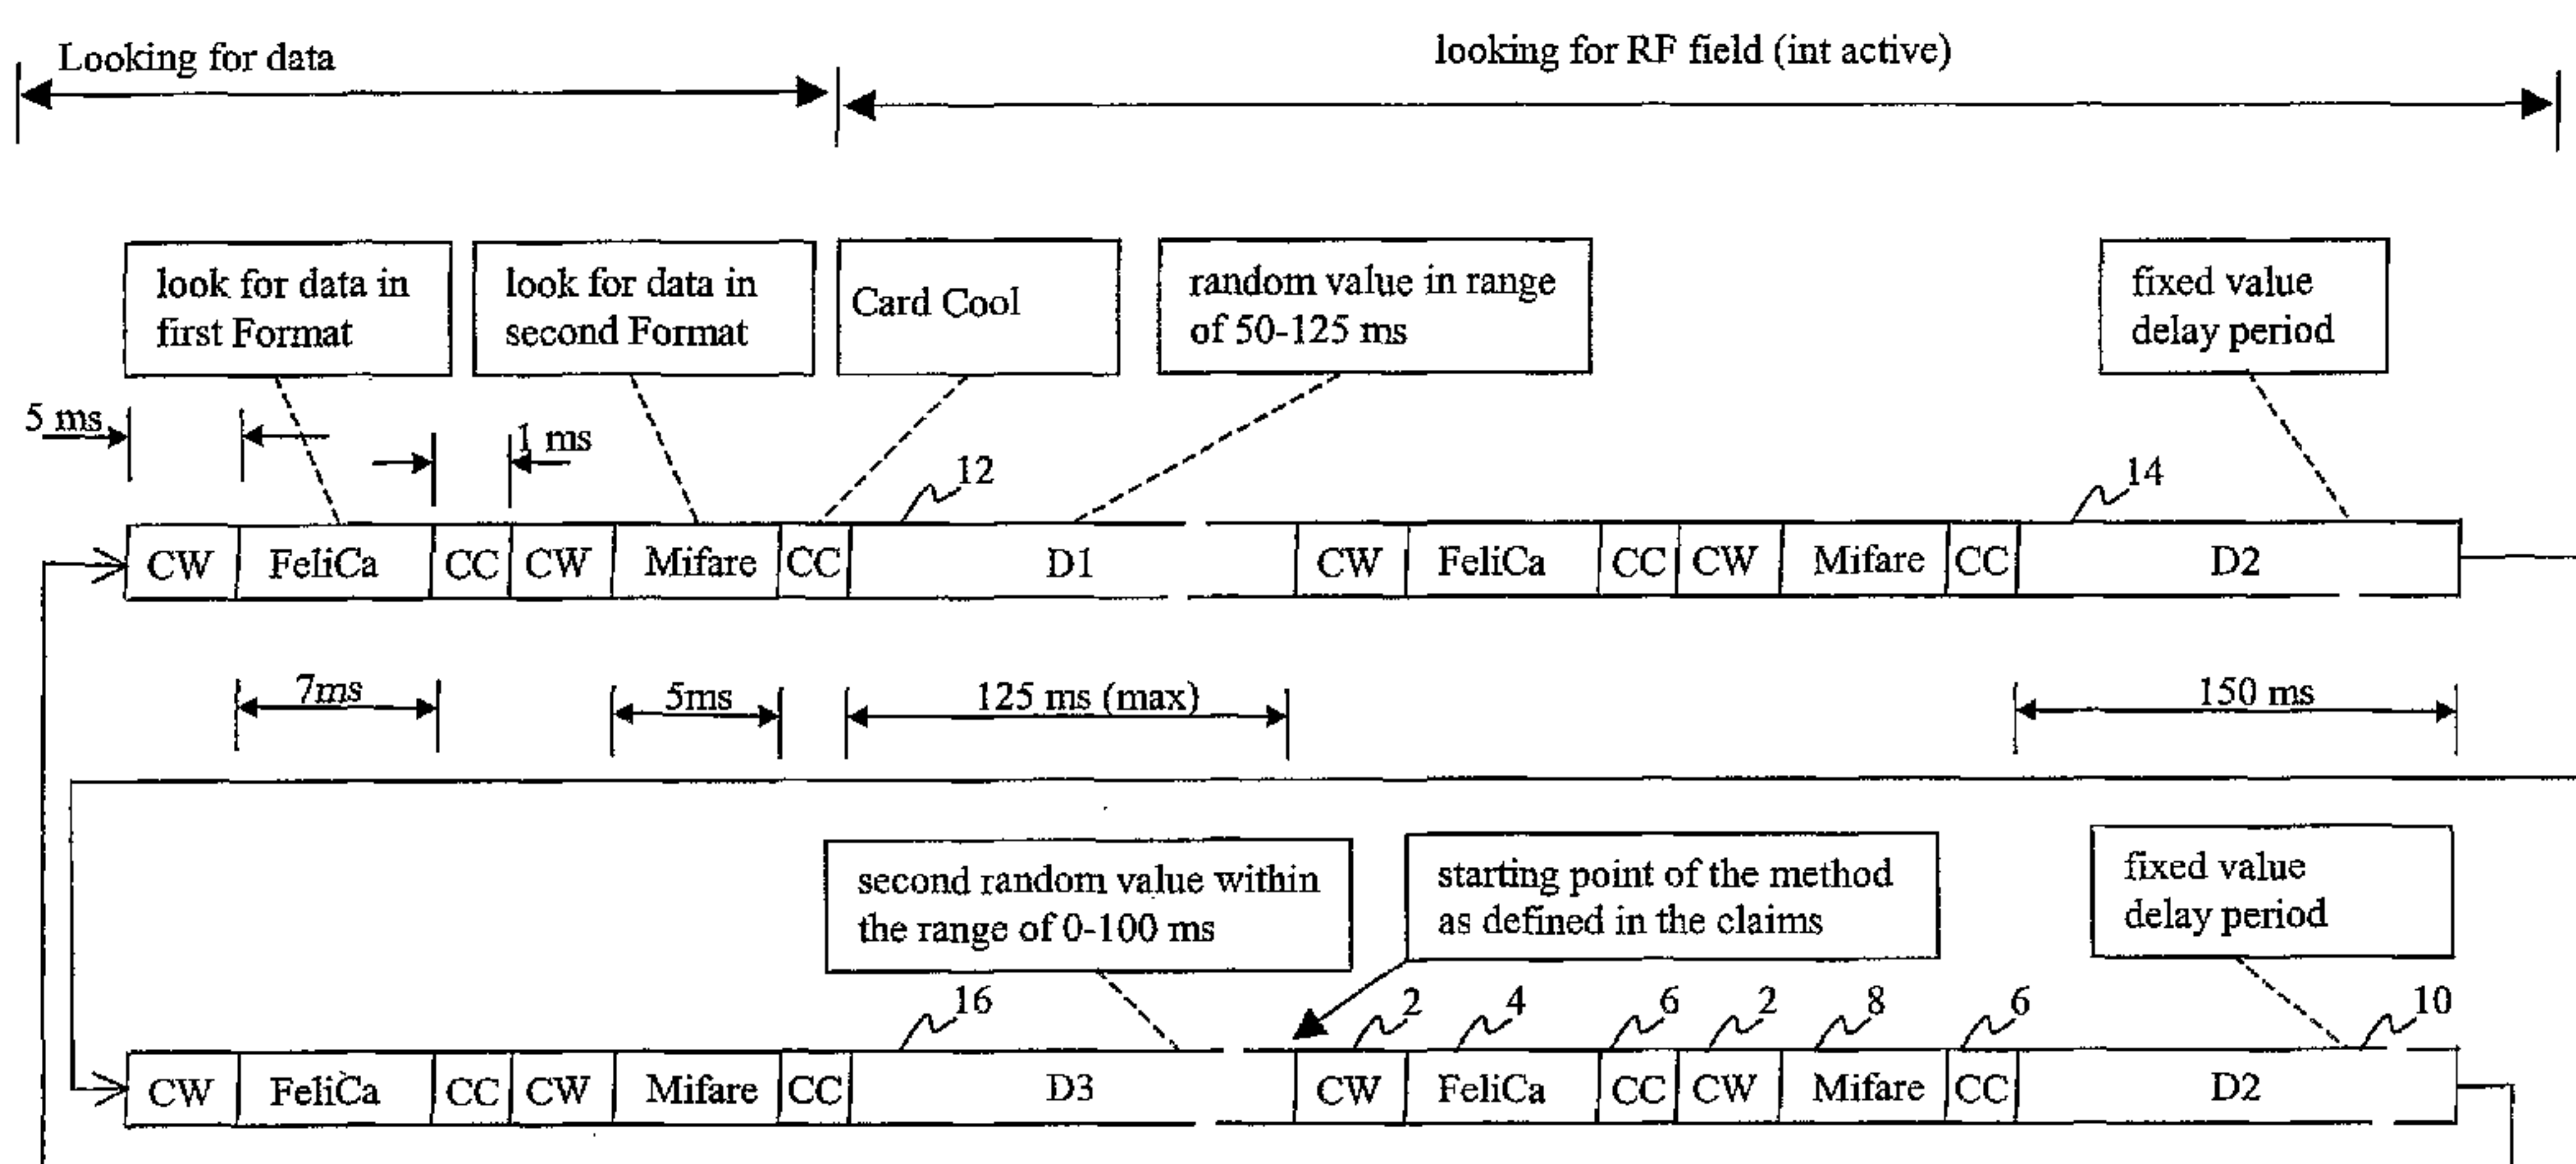 Looking for data
looking for RF field (int active)
look for data in
first Format
look for data in
second Format
Card Cool
random value in range
of 50-125 ms
fixed value
delay period
5 ms
1 ms
12
14
CW FeliCa CC CW Mifare CC D1 CW FeliCa CC CW Mifare CC D2
7ms
5ms
125 ms (max)
150 ms
second random value within
the range of 0-100 ms
starting point of the method
as defined in the claims
fixed value
delay period
16
2
4
6
2
8
6
10
CW FeliCa CC CW Mifare CC D3 CW FeliCa CC CW Mifare CC D2